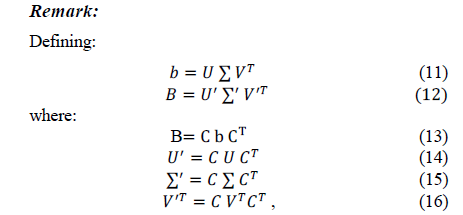 Remark:
Defining:
b = U ∑ V^T (11)
B = U′ ∑′ V′^T (12)
where:
B= C b C^T (13)
U′ = C U C^T (14)
∑′ = C ∑ C^T (15)
V′^T = C V^T C^T , (16)